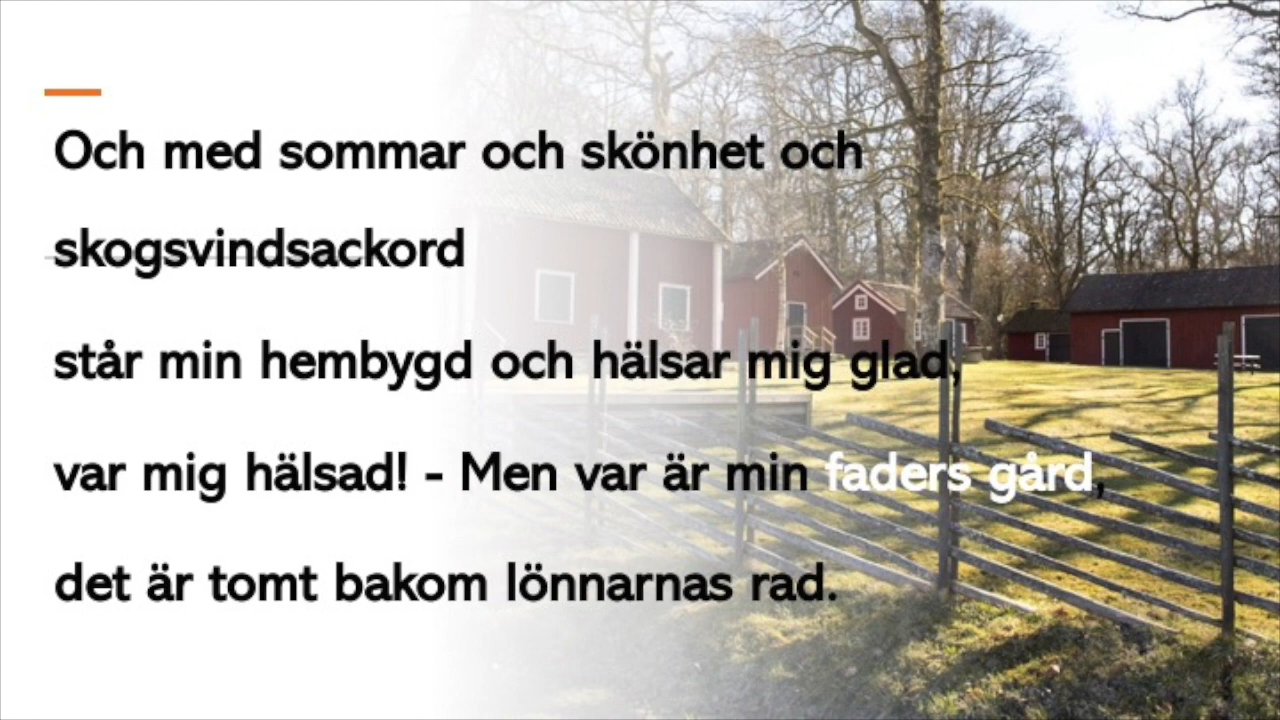 Och med sommar och skönhet och
skogsvindsackord
står min hembygd och hälsar mig glad,
var mig hälsad! - Men var är min faders gård,
det är tomt bakom lönnarnas rad.